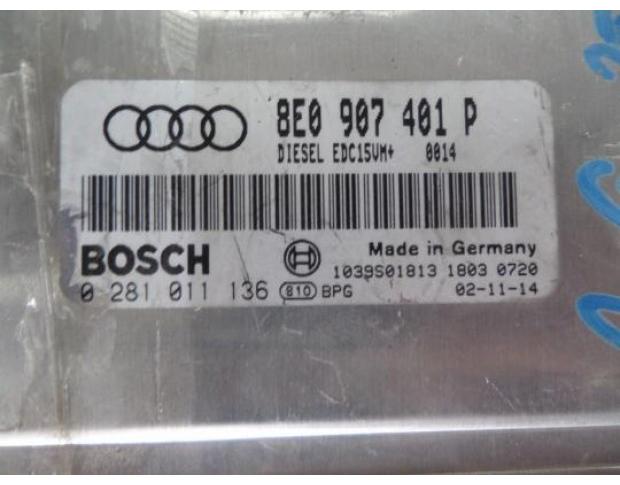 8E0 907 401 P
DIESEL EDC15VM+ 0014
BOSCH
Made in Germany
1039S01813 1803 0720
0 281 011 136 810 BPG 02-11-14